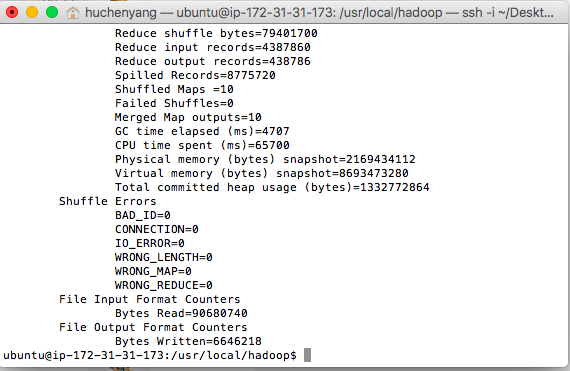 huchenyang — ubuntu@ip-172-31-31-173: /usr/local/hadoop — ssh -i ~/Deskt...
Reduce shuffle bytes=79401700
Reduce input records=4387860
Reduce output records=438786
Spilled Records=8775720
Shuffled Maps =10
Failed Shuffles=0
Merged Map outputs=10
GC time elapsed (ms)=4707
CPU time spent (ms)=65700
Physical memory (bytes) snapshot=2169434112
Virtual memory (bytes) snapshot=8693473280
Total committed heap usage (bytes)=1332772864
Shuffle Errors
BAD_ID=0
CONNECTION=0
IO_ERROR=0
WRONG_LENGTH=0
WRONG_MAP=0
WRONG_REDUCE=0
File Input Format Counters
Bytes Read=90680740
File Output Format Counters
Bytes Written=6646218
ubuntu@ip-172-31-31-173:/usr/local/hadoop$